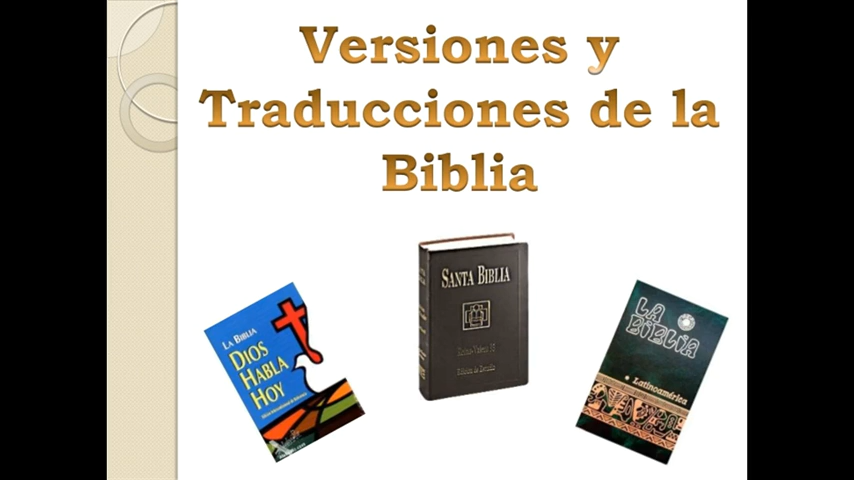 Versiones y
Traducciones de la
Biblia
LA BIBLIA
DIOS
HABLA
HOY
SANTA BIBLIA
LA
BIBLIA
Latinoamérica